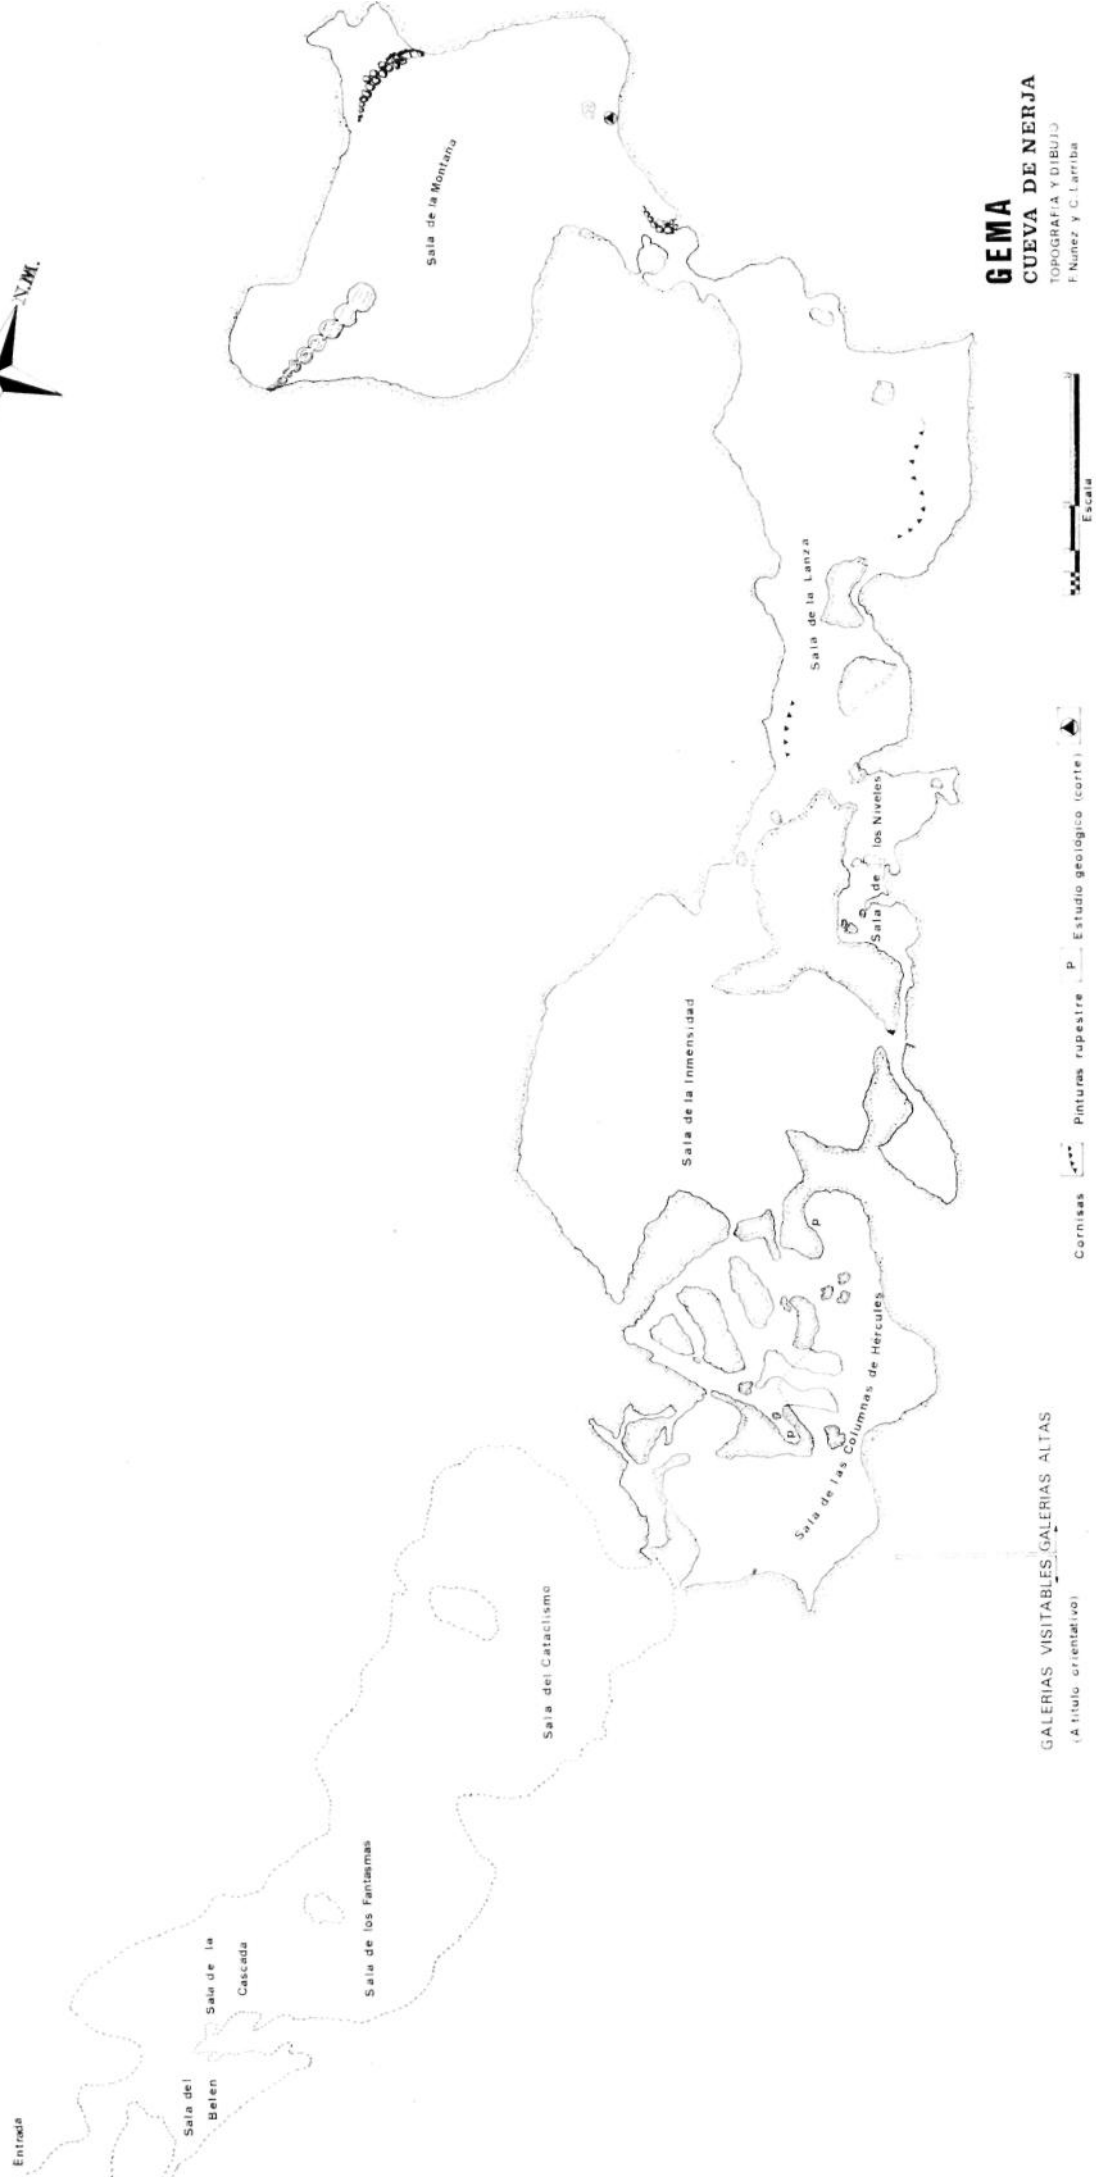 Entrada
Sala del
Belen
Sala de la
Cascada
Sala de los Fantasmas
Sala del Cataclismo
Sala de las Columnas de Hercules
P
P
Sala de la Inmensidad
Sala de los Niveles
Sala de la Lanza
Sala de la Montaña
N.M.
GALERIAS VISITABLES GALERIAS ALTAS
(A titulo orientativo)
Cornisas
Pinturas rupestre P
Estudio geologico (corte)
Escala
GEMA
CUEVA DE NERJA
TOPOGRAFIA Y DIBUJO
F. Nuñez y C. Larriba